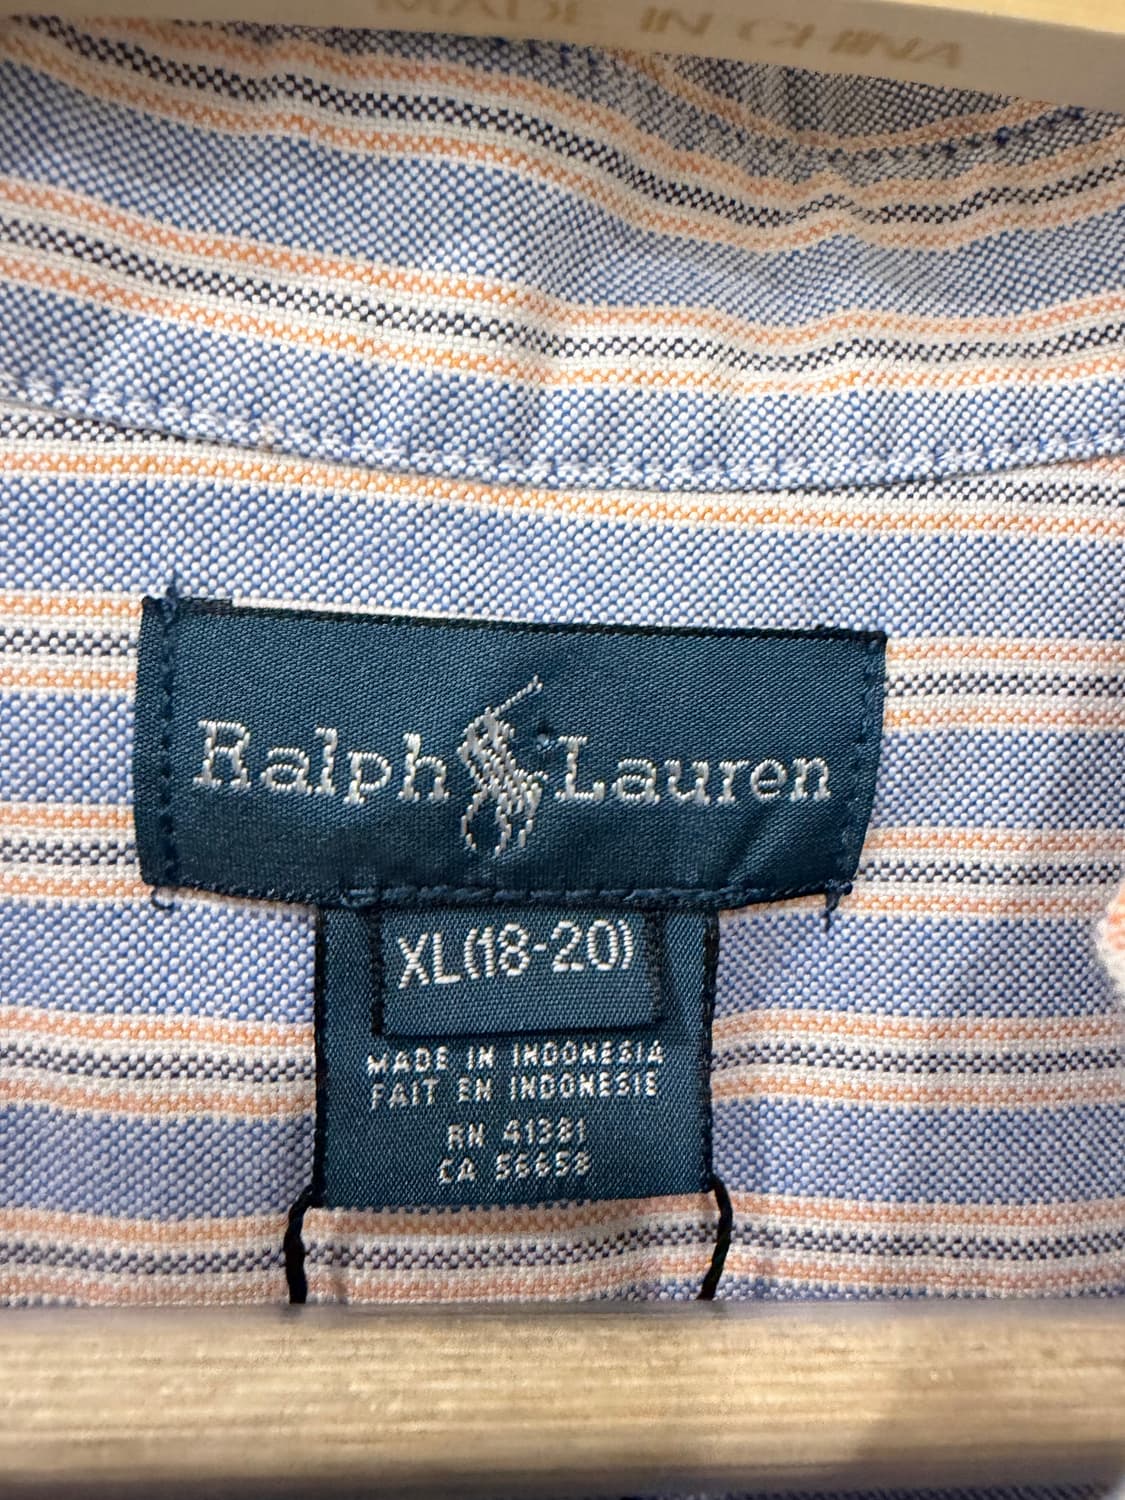 MADE IN CHINA
Ralph Lauren
XL(18-20)
MADE IN INDONESIA
FAIT EN INDONESIE
RN 41381
CA 56658